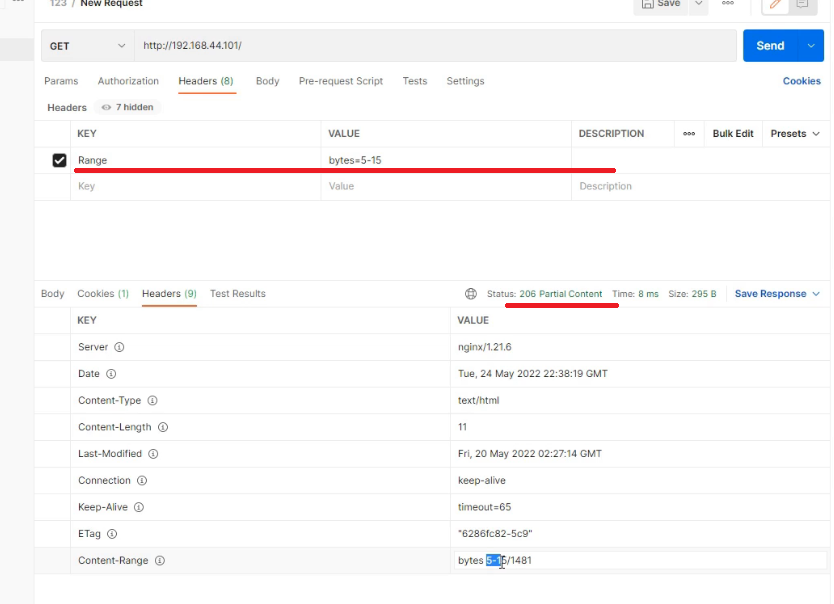 123 / New Request
Save
GET http://192.168.44.101/ Send
Params Authorization Headers (8) Body Pre-request Script Tests Settings Cookies
Headers 7 hidden
KEY VALUE DESCRIPTION Bulk Edit Presets
Range bytes=5-15
Key Value Description
Body Cookies (1) Headers (9) Test Results Status: 206 Partial Content Time: 8 ms Size: 295 B Save Response
KEY VALUE
Server nginx/1.21.6
Date Tue, 24 May 2022 22:38:19 GMT
Content-Type text/html
Content-Length 11
Last-Modified Fri, 20 May 2022 02:27:14 GMT
Connection keep-alive
Keep-Alive timeout=65
ETag "6286fc82-5c9"
Content-Range bytes 5-15/1481